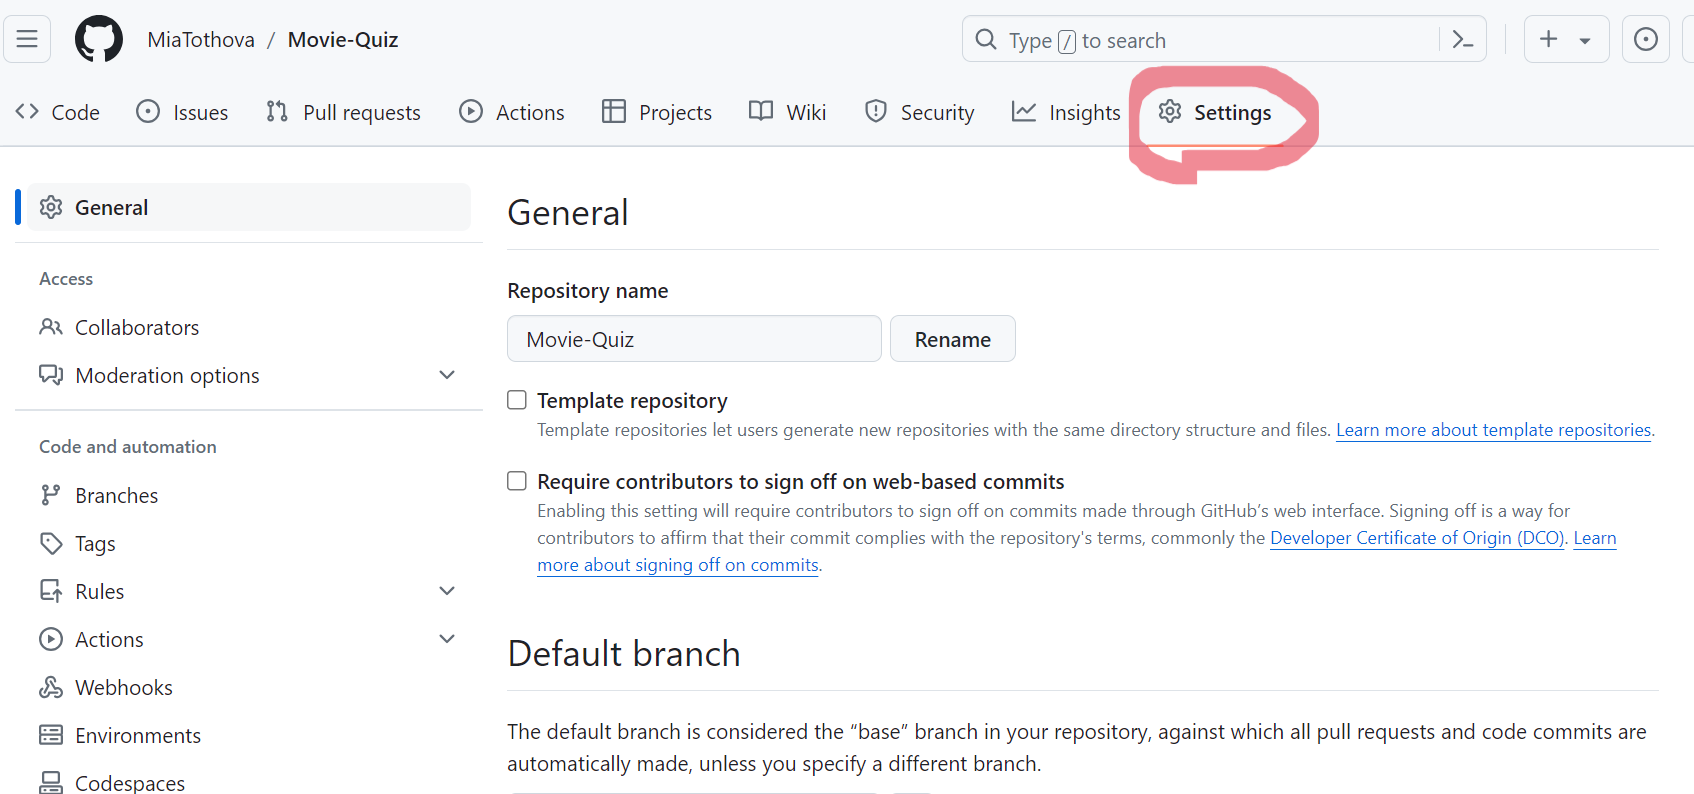 MiaTothova / Movie-Quiz
Type / to search
Code Issues Pull requests Actions Projects Wiki Security Insights Settings
General
Access
Collaborators
Moderation options
Code and automation
Branches
Tags
Rules
Actions
Webhooks
Environments
Codespaces
General
Repository name
Movie-Quiz Rename
Template repository
Template repositories let users generate new repositories with the same directory structure and files. Learn more about template repositories.
Require contributors to sign off on web-based commits
Enabling this setting will require contributors to sign off on commits made through GitHub’s web interface. Signing off is a way for
contributors to affirm that their commit complies with the repository's terms, commonly the Developer Certificate of Origin (DCO). Learn
more about signing off on commits.
Default branch
The default branch is considered the “base” branch in your repository, against which all pull requests and code commits are
automatically made, unless you specify a different branch.